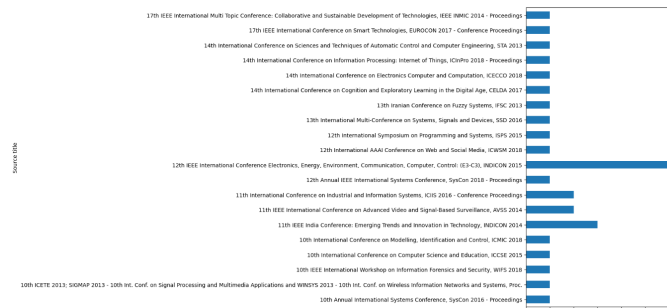 17th IEEE International Multi Topic Conference: Collaborative and Sustainable Development of Technologies, IEEE INMIC 2014 - Proceedings
17th IEEE International Conference on Smart Technologies, EUROCON 2017 - Conference Proceedings
14th International Conference on Sciences and Techniques of Automatic Control and Computer Engineering, STA 2013
14th International Conference on Information Processing: Internet of Things, ICInPro 2018 - Proceedings
14th International Conference on Electronics Computer and Computation, ICECCO 2018
14th International Conference on Cognition and Exploratory Learning in the Digital Age, CELDA 2017
13th Iranian Conference on Fuzzy Systems, IFSC 2013
13th International Multi-Conference on Systems, Signals and Devices, SSD 2016
12th International Symposium on Programming and Systems, ISPS 2015
12th International AAAI Conference on Web and Social Media, ICWSM 2018
Source title
12th IEEE International Conference Electronics, Energy, Environment, Communication, Computer, Control: (E3-C3), INDICON 2015
12th Annual IEEE International Systems Conference, SysCon 2018 - Proceedings
11th International Conference on Industrial and Information Systems, ICIIS 2016 - Conference Proceedings
11th IEEE International Conference on Advanced Video and Signal-Based Surveillance, AVSS 2014
11th IEEE India Conference: Emerging Trends and Innovation in Technology, INDICON 2014
10th International Conference on Modelling, Identification and Control, ICMIC 2018
10th International Conference on Computer Science and Education, ICCSE 2015
10th IEEE International Workshop on Information Forensics and Security, WIFS 2018
10th ICETE 2013; SIGMAP 2013 - 10th Int. Conf. on Signal Processing and Multimedia Applications and WINSYS 2013 - 10th Int. Conf. on Wireless Information Networks and Systems, Proc.
10th Annual International Systems Conference, SysCon 2016 - Proceedings